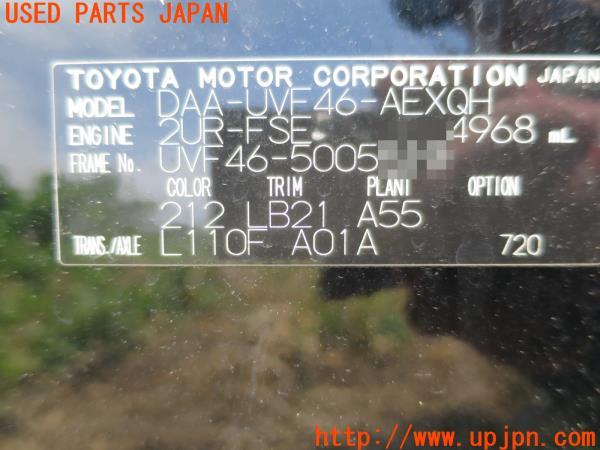 USED PARTS JAPAN
TOYOTA MOTOR CORPORATION JAPAN
MODEL DAA-UVF46-AEXQH
ENGINE 2UR-FSE 4968 mL
FRAME No. UVF46-5005
COLOR TRIM PLANT OPTION
212 LB21 A55
TRANS./AXLE L110F A01A 720
http://www.upjpn.com